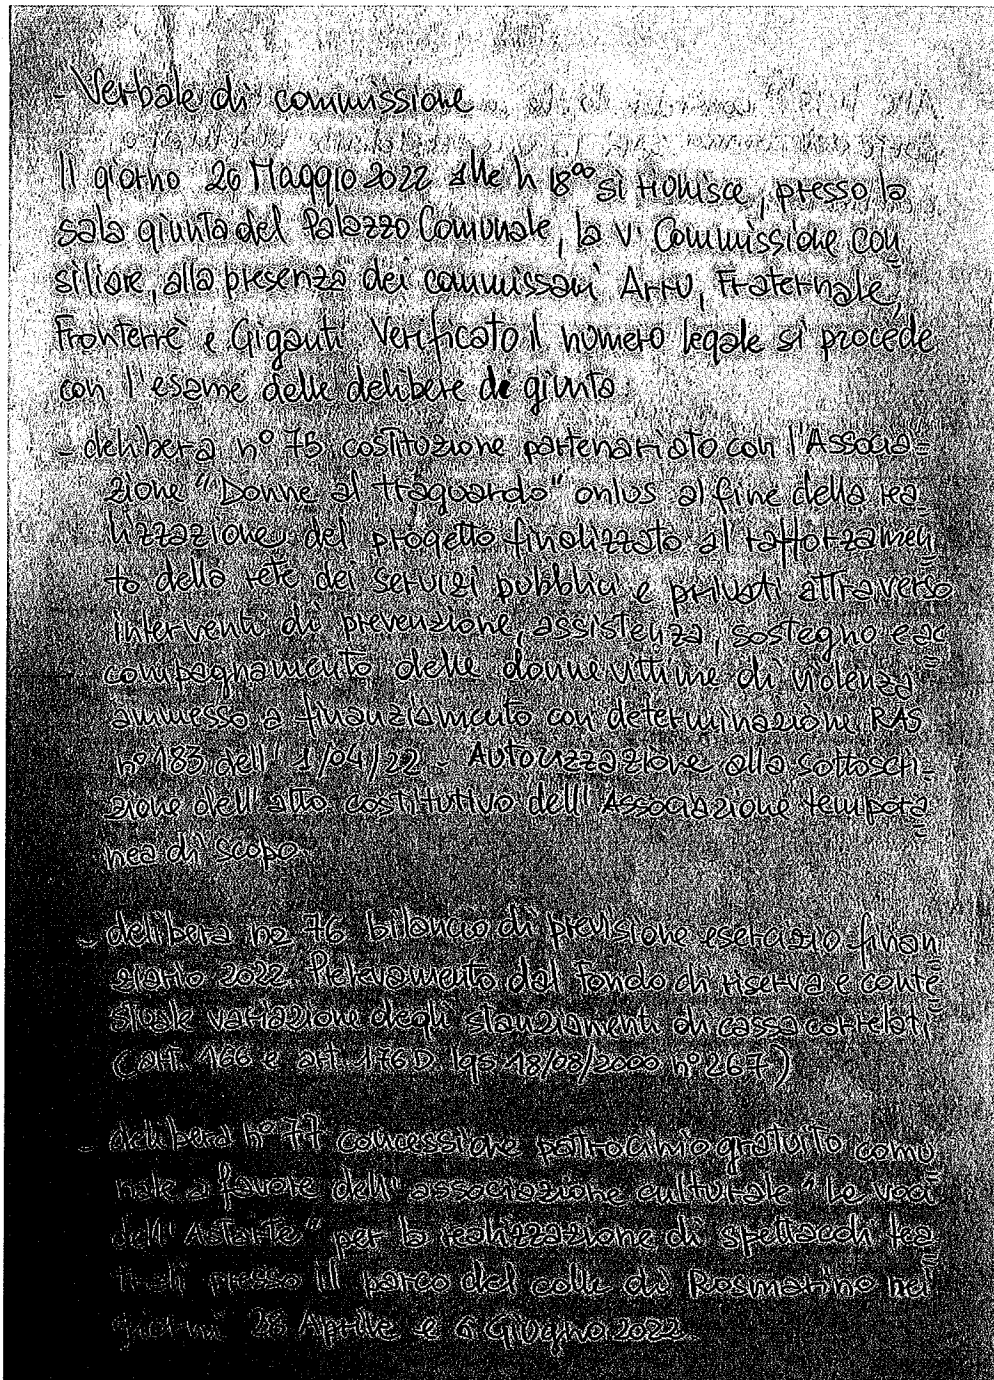 - Verbale di commissione
Il giorno 20 Maggio 2022 alle h 18°° si riunisce, presso la
sala giunta del Palazzo Comunale, la V° Commissione con
siliare, alla presenza dei commissari Arru, Fraternale,
Fronterrè e Giganti. Verificato il numero legale si procede
con l'esame delle delibere di giunta
- delibera n° 75 costituzione partenariato con l'Associa-
zione "Donne al traguardo" onlus al fine della rea
lizzazione del progetto finalizzato al rafforzamen
to della rete dei servizi pubblici e privati attraverso
interventi di prevenzione, assistenza, sostegno e ac
compagnamento delle donne vittime di violenza
ammesso a finanziamento con determinazione RAS
n° 183 dell' 1/04/22 - Autorizzazione alla sottoscri-
zione dell'atto costitutivo dell'Associazione tempora
nea di scopo.
- delibera n° 76 bilancio di previsione esercizio finan
ziario 2022. Prelevamento dal fondo di riserva e conte
stuale variazione degli stanziamenti di cassa correlati
(art. 166 e art. 176 D. lgs 18/08/2000 n° 267)
- delibera n° 77 concessione patrocinio gratuito comu
nale a favore dell'associazione culturale "Le voci
dell'Astarte" per la realizzazione di spettacoli tea
trali presso il parco del colle di Rosmarino nei
giorni 28 Aprile e 6 Giugno 2022.